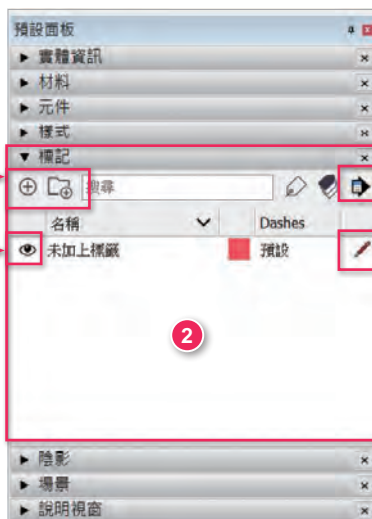 預設面板
實體資訊
材料
元件
樣式
標記
搜尋
名稱 Dashes
未加上標籤 預設
2
陰影
場景
說明視窗